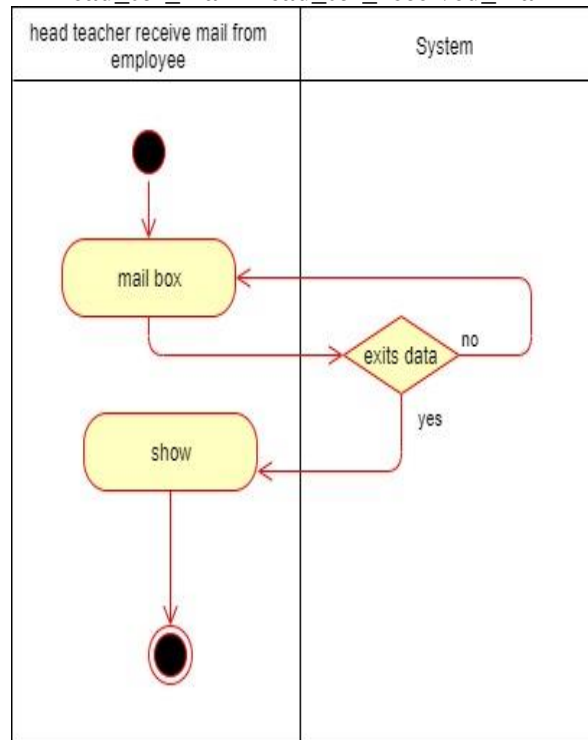 head teacher receive mail from
employee
System
mail box
exits data
no
yes
show